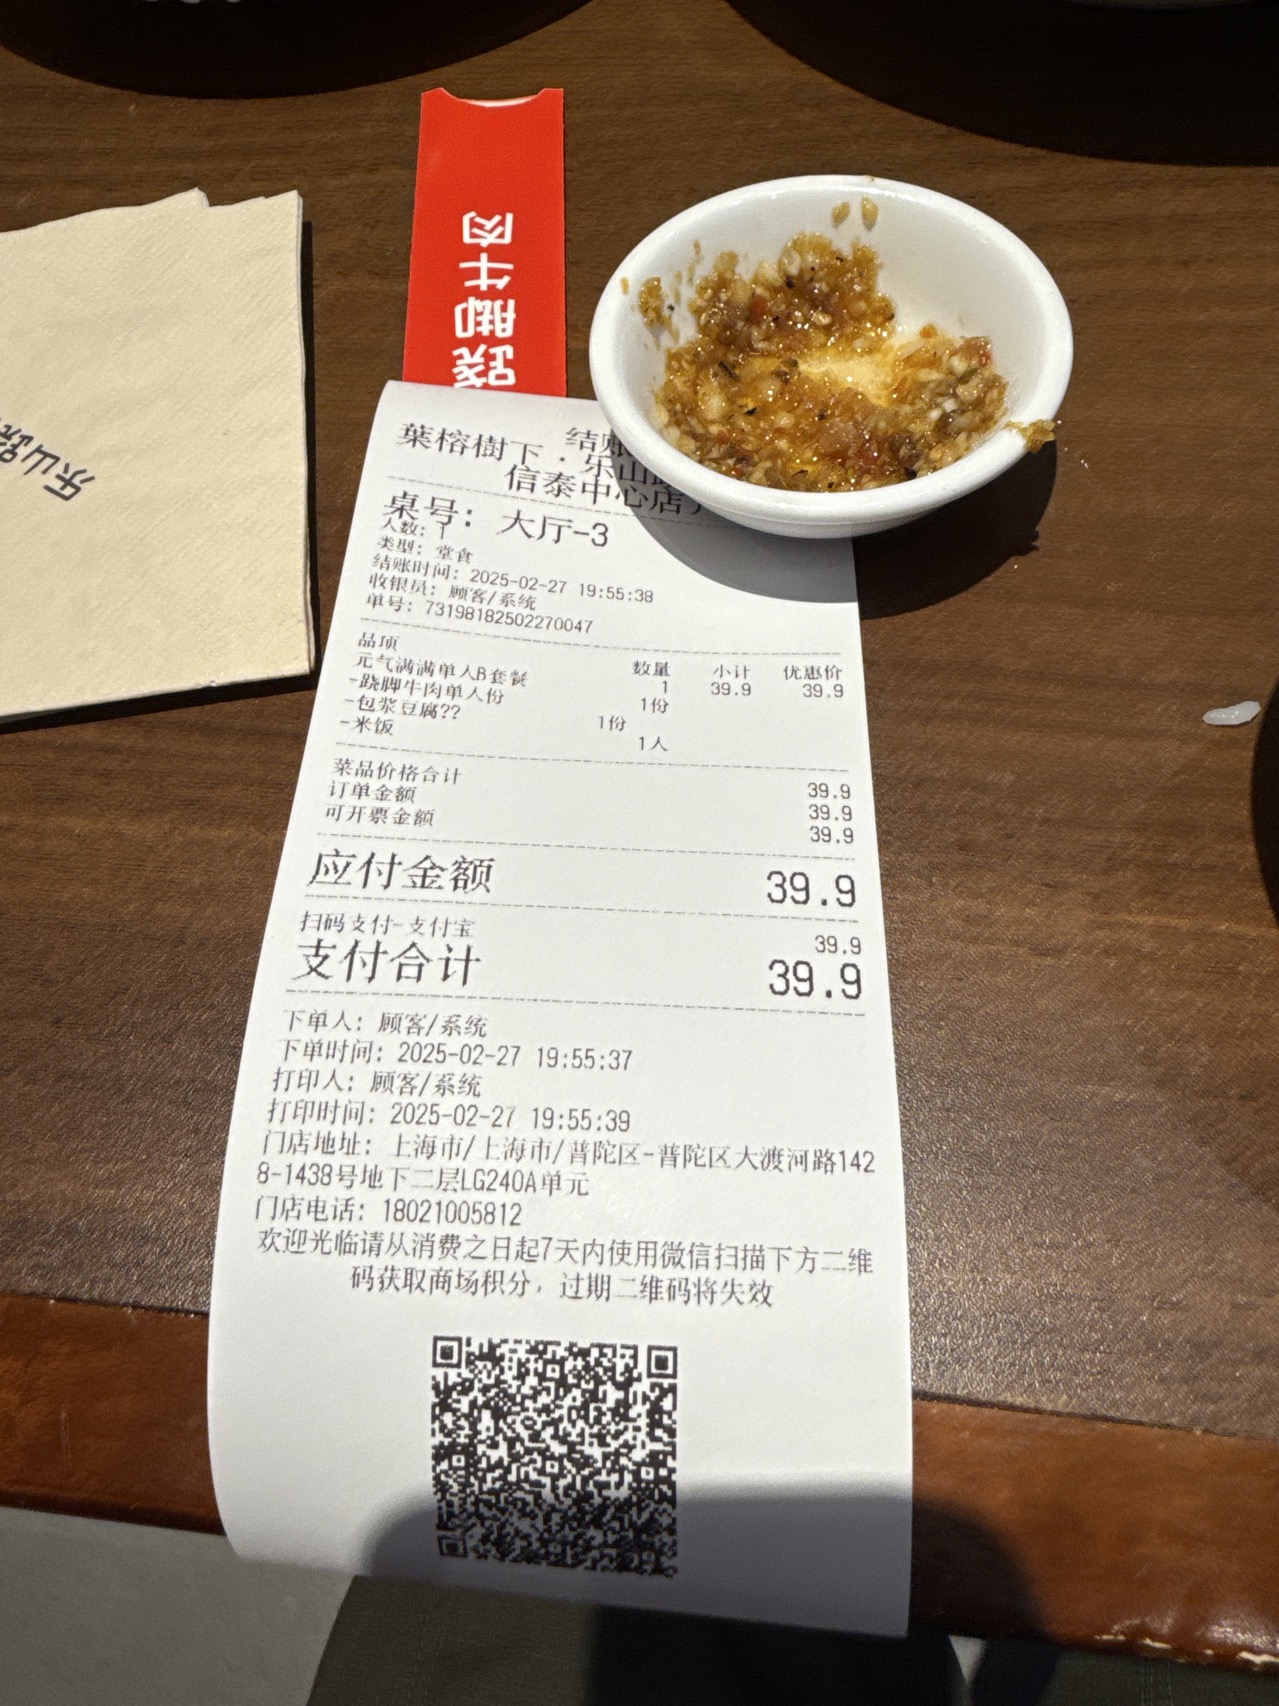 跷脚牛肉
乐山跷
结账
葉榕樹下·乐山
信泰中心店
桌号: 大厅-3
人数: 1
类型: 堂食
结账时间: 2025-02-27 19:55:38
收银员: 顾客/系统
单号: 73198182502270047
品项 数量 小计 优惠价
元气满满单人B套餐 1 39.9 39.9
-跷脚牛肉单人份 1份
-包浆豆腐?? 1份
-米饭 1人
菜品价格合计 39.9
订单金额 39.9
可开票金额 39.9
应付金额 39.9
扫码支付-支付宝 39.9
支付合计 39.9
下单人: 顾客/系统
下单时间: 2025-02-27 19:55:37
打印人: 顾客/系统
打印时间: 2025-02-27 19:55:39
门店地址: 上海市/上海市/普陀区-普陀区大渡河路142
8-1438号地下二层LG240A单元
门店电话: 18021005812
欢迎光临请从消费之日起7天内使用微信扫描下方二维
码获取商场积分，过期二维码将失效